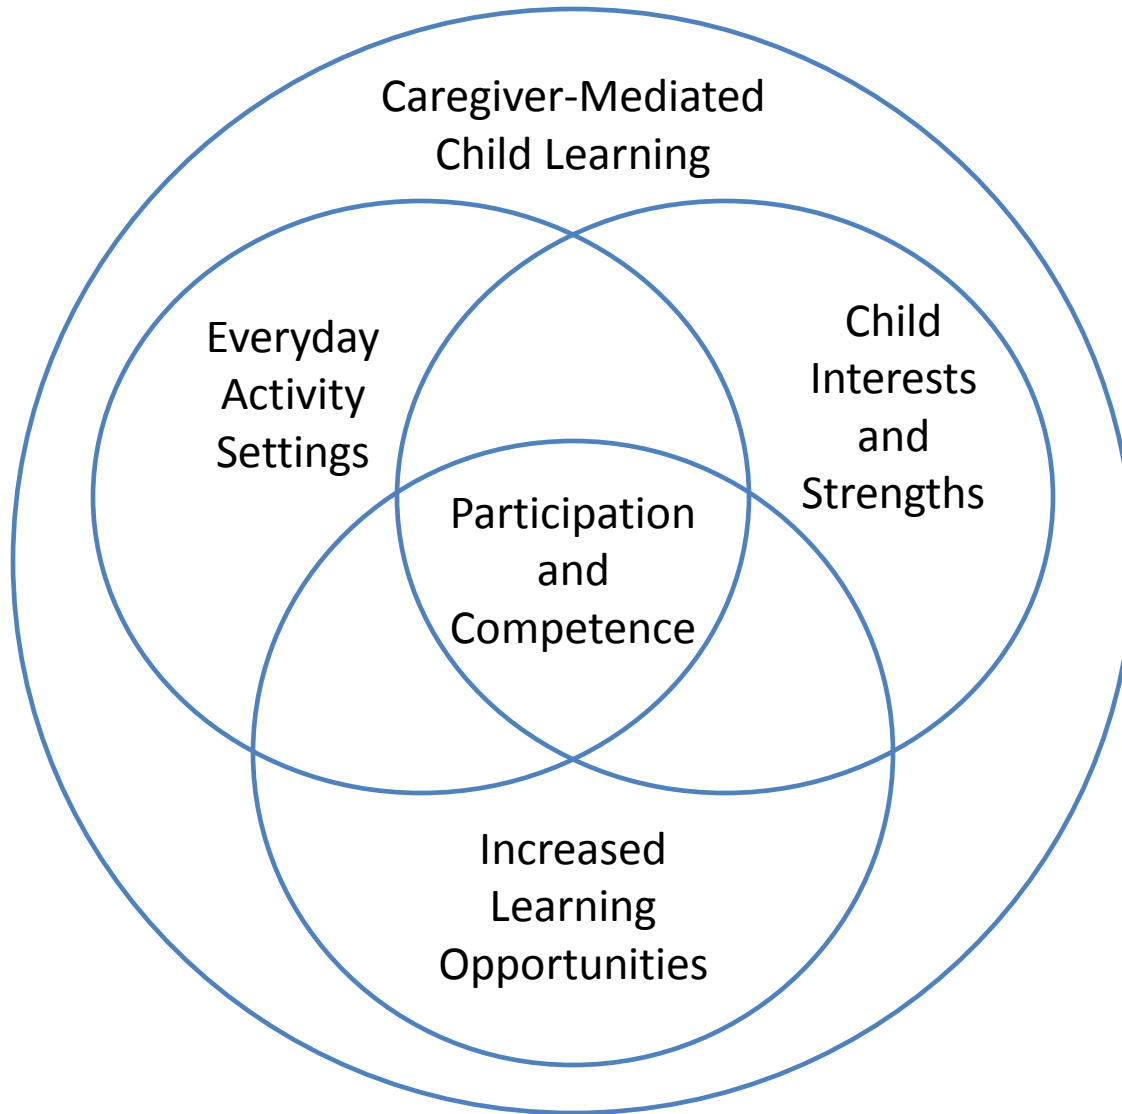 Caregiver-Mediated
Child Learning
Everyday
Activity
Settings
Child
Interests
and
Strengths
Participation
and
Competence
Increased
Learning
Opportunities